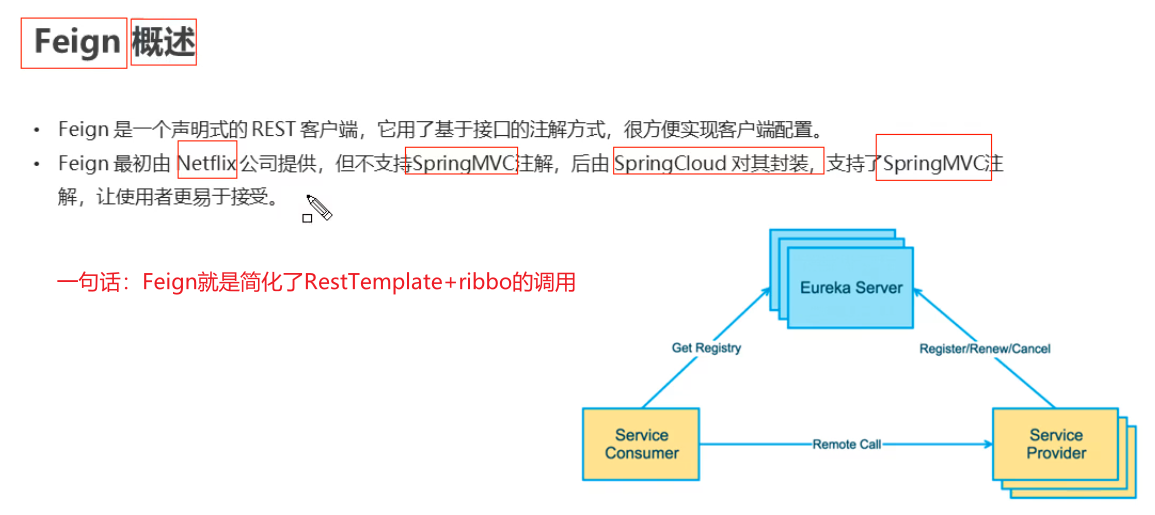 Feign 概述
• Feign 是一个声明式的 REST 客户端，它用了基于接口的注解方式，很方便实现客户端配置。
• Feign 最初由 Netflix 公司提供，但不支持SpringMVC注解，后由 SpringCloud 对其封装，支持了SpringMVC注
解，让使用者更易于接受。
一句话：Feign就是简化了RestTemplate+ribbo的调用
Eureka Server
Get Registry
Register/Renew/Cancel
Service
Consumer
Remote Call
Service
Provider